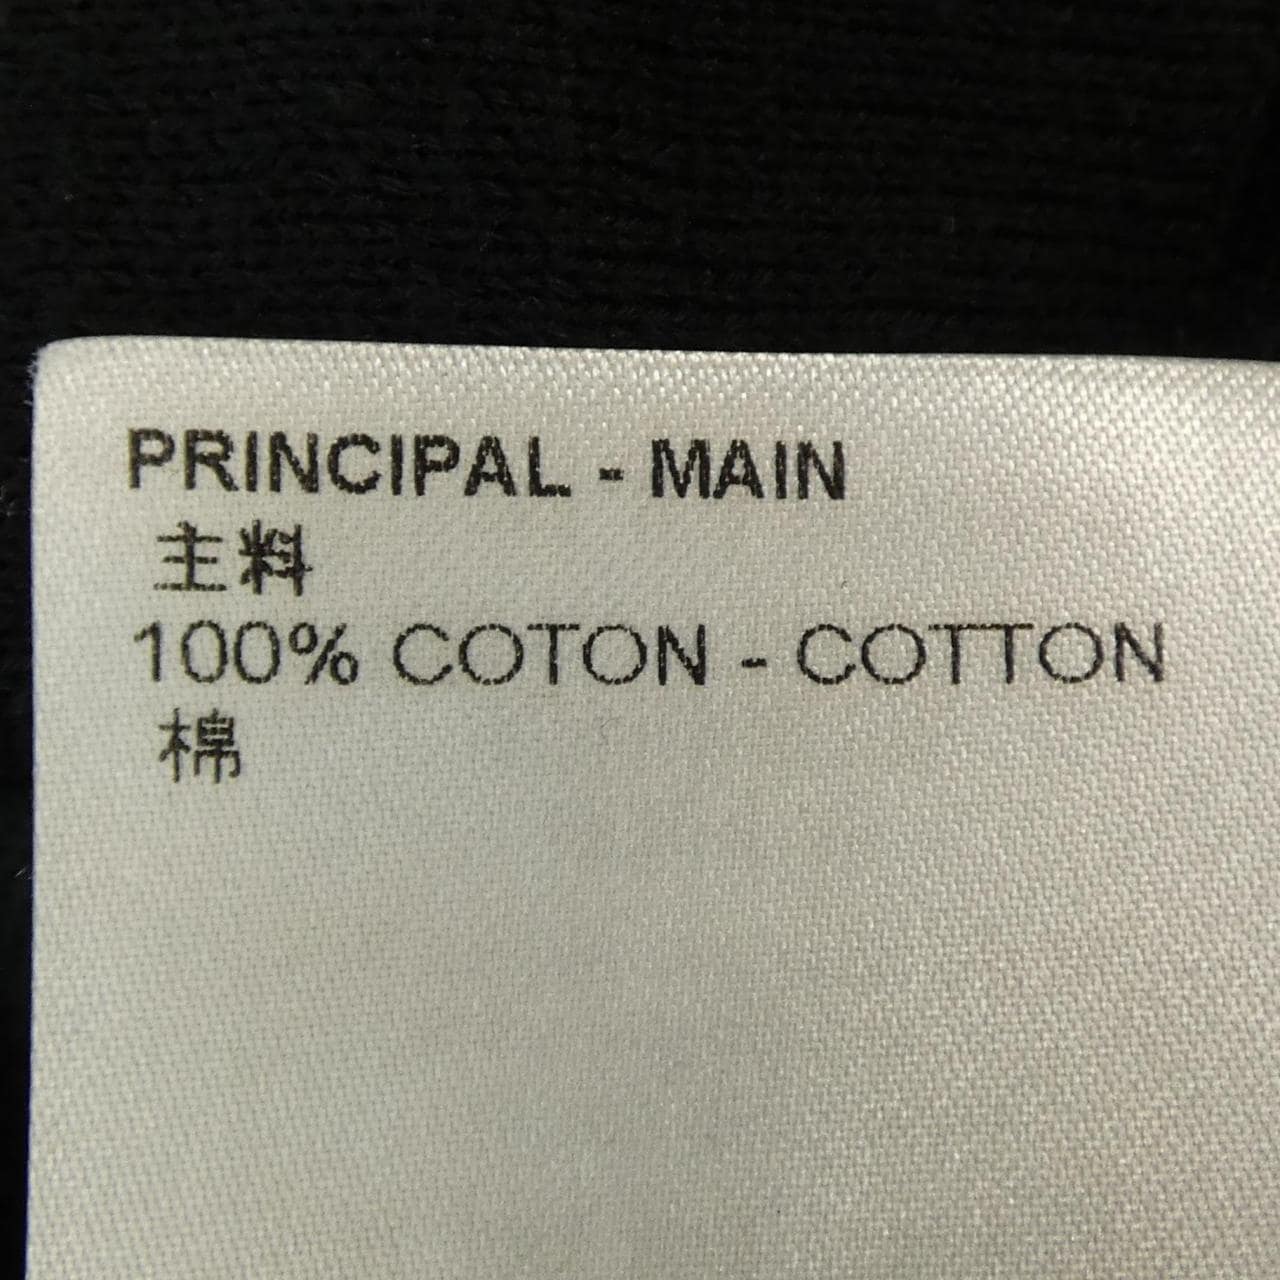 PRINCIPAL - MAIN
主料
100% COTON - COTTON
棉